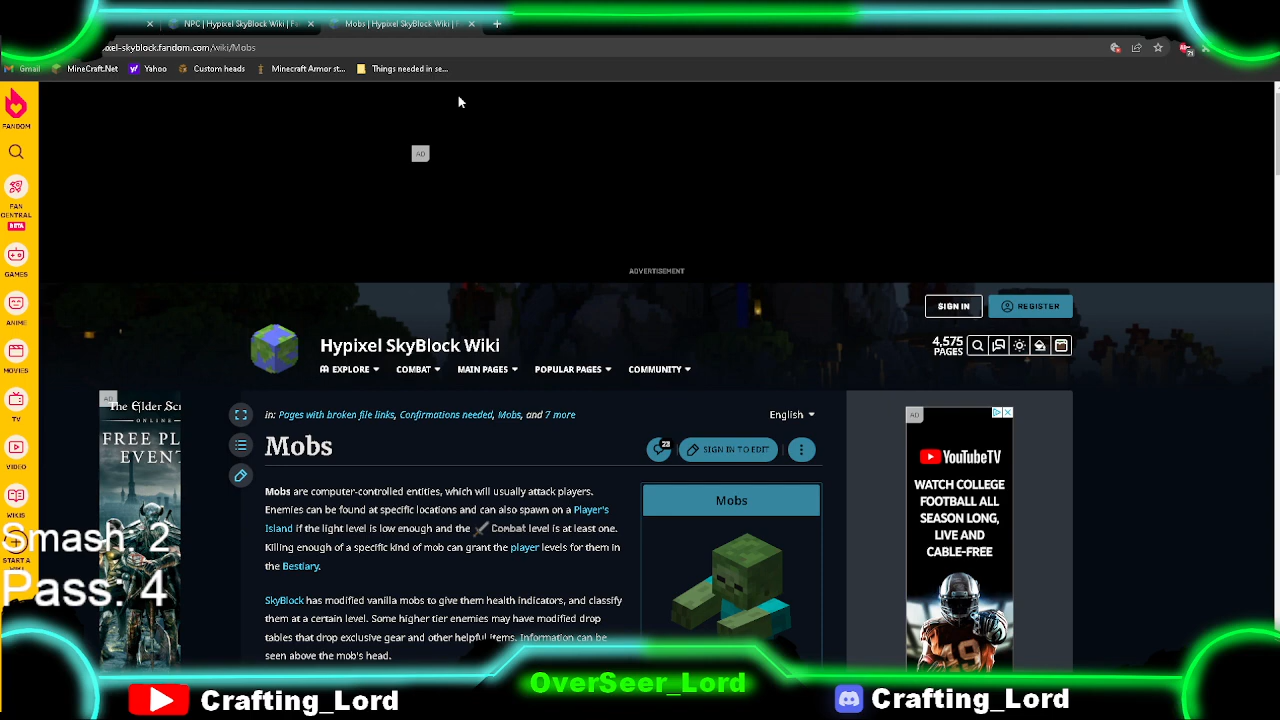 NPC | Hypixel SkyBlock Wiki | F
Mobs | Hypixel SkyBlock Wiki | F
pixel-skyblock.fandom.com/wiki/Mobs
Gmail
MineCraft.Net
Yahoo
Custom heads
Minecraft Armor st...
Things needed in se...
FANDOM
FAN CENTRAL
BETA
GAMES
ANIME
MOVIES
TV
VIDEO
WIKIS
START A
AD
ADVERTISEMENT
SIGN IN
REGISTER
Hypixel SkyBlock Wiki
4,575
PAGES
EXPLORE
COMBAT
MAIN PAGES
POPULAR PAGES
COMMUNITY
in: Pages with broken file links, Confirmations needed, Mobs, and 7 more
English
Mobs
23
SIGN IN TO EDIT
Mobs are computer-controlled entities, which will usually attack players.
Enemies can be found at specific locations and can also spawn on a Player's
Island if the light level is low enough and the Combat level is at least one.
Killing enough of a specific kind of mob can grant the player levels for them in
the Bestiary.
SkyBlock has modified vanilla mobs to give them health indicators, and classify
them at a certain level. Some higher tier enemies may have modified drop
tables that drop exclusive gear and other helpful items. Information can be
seen above the mob's head.
Mobs
AD
The Elder Scr
ONLINE
FREE PL
EVENT
AD
YouTubeTV
WATCH COLLEGE
FOOTBALL ALL
SEASON LONG,
LIVE AND
CABLE-FREE
19
Smash: 2
Pass: 4
Crafting_Lord
OverSeer_Lord
Crafting_Lord